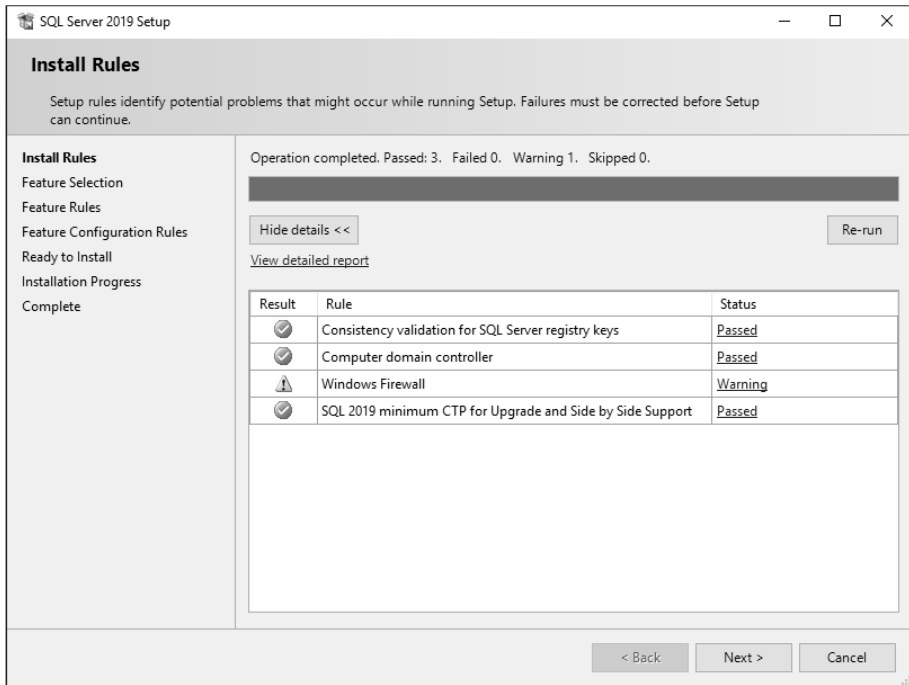 SQL Server 2019 Setup
Install Rules
Setup rules identify potential problems that might occur while running Setup. Failures must be corrected before Setup
can continue.
Install Rules
Feature Selection
Feature Rules
Feature Configuration Rules
Ready to Install
Installation Progress
Complete
Operation completed. Passed: 3.   Failed 0.   Warning 1.   Skipped 0.
Hide details <<
Re-run
View detailed report
Result Rule Status
Consistency validation for SQL Server registry keys Passed
Computer domain controller Passed
Windows Firewall Warning
SQL 2019 minimum CTP for Upgrade and Side by Side Support Passed
< Back Next > Cancel